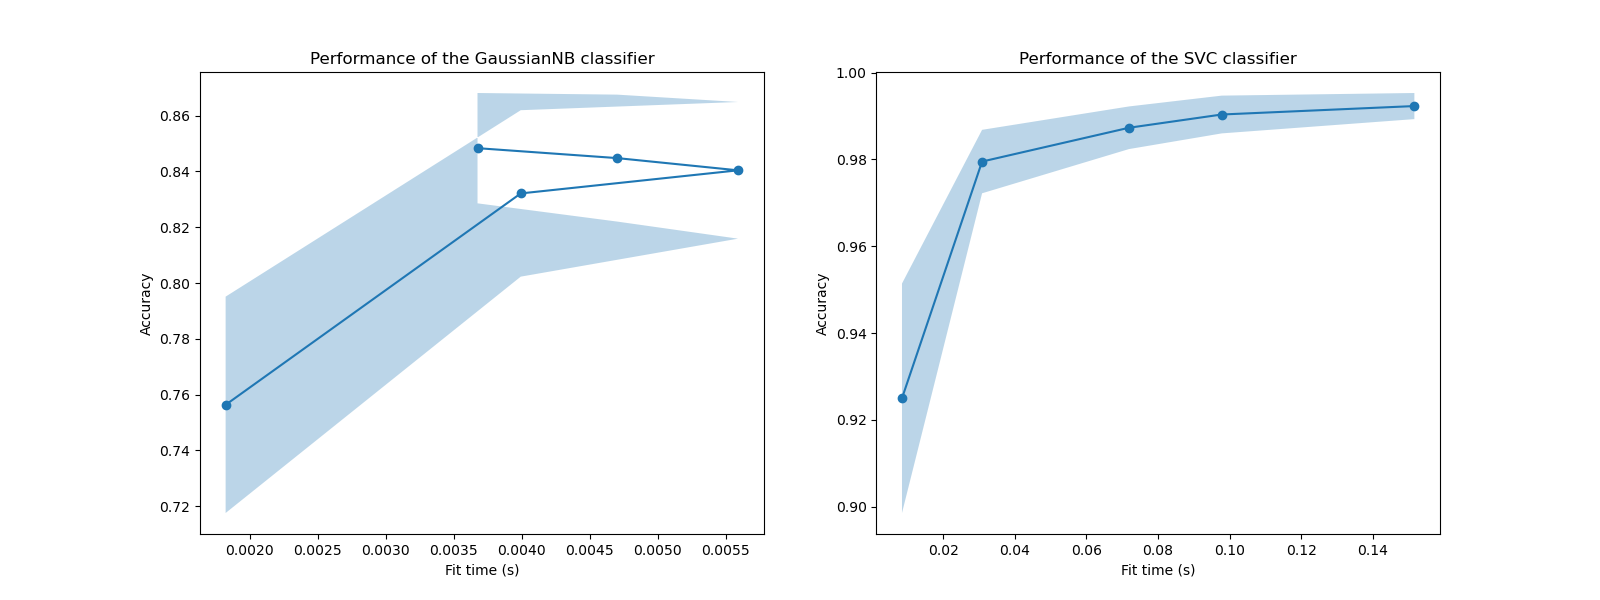 Performance of the GaussianNB classifier
Accuracy
0.86
0.84
0.82
0.80
0.78
0.76
0.74
0.72
0.0020 0.0025 0.0030 0.0035 0.0040 0.0045 0.0050 0.0055
Fit time (s)
Performance of the SVC classifier
Accuracy
1.00
0.98
0.96
0.94
0.92
0.90
0.02 0.04 0.06 0.08 0.10 0.12 0.14
Fit time (s)